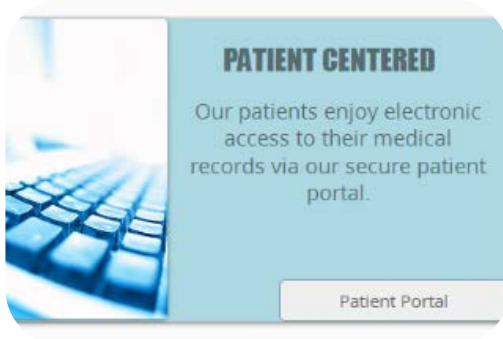 PATIENT CENTERED
Our patients enjoy electronic
access to their medical
records via our secure patient
portal.
Patient Portal